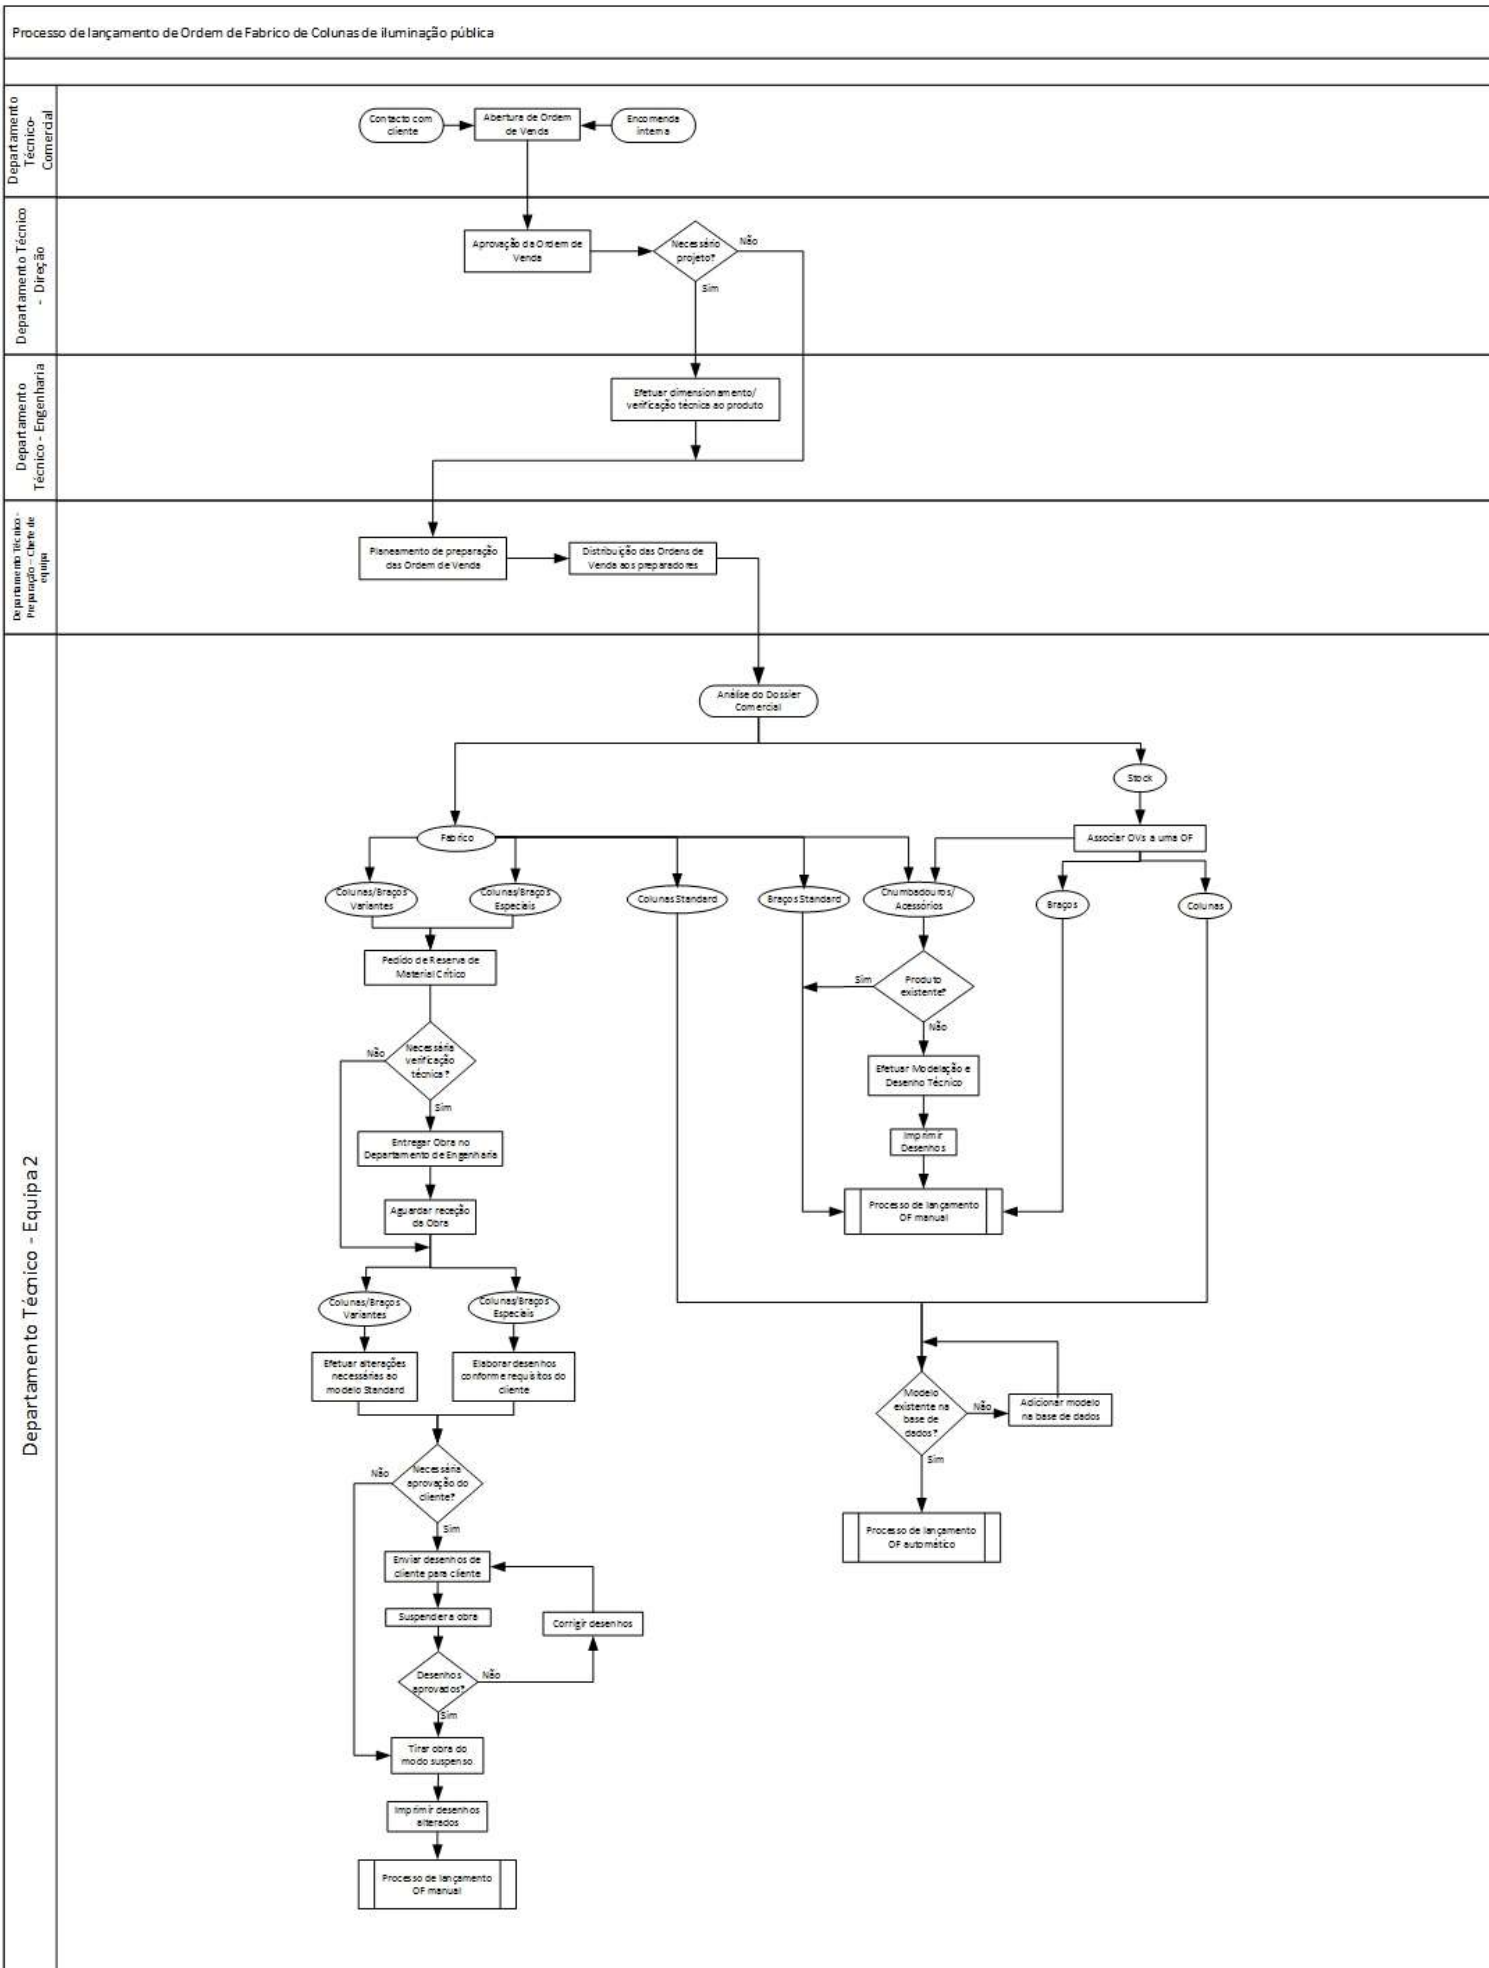 Processo de lançamento de Ordem de Fabrico de Colunas de iluminação pública
Departamento
Técnico-
Comercial
Contacto com
cliente
Abertura de Ordem
de Venda
Encomenda
interna
Departamento Técnico
- Direção
Aprovação da Ordem de
Venda
Necessário
projeto?
Não
Sim
Departamento
Técnico - Engenharia
Efetuar dimensionamento/
verificação técnica ao produto
Departamento Técnico -
Preparação - Chefe de
equipa
Planeamento de preparação
das Ordem de Venda
Distribuição das Ordens de
Venda aos preparadores
Departamento Técnico - Equipa 2
Análise do Dossier
Comercial
Stock
Fabrico
Associar OVs a uma OF
Colunas/Braços
Variantes
Colunas/Braços
Especiais
Colunas Standard
Braços Standard
Chumbadouros/
Acessórios
Braços
Colunas
Pedido de Reserva de
Material Crítico
Produto
existente?
Sim
Não
Necessária
verificação
técnica?
Não
Sim
Efetuar Modelação e
Desenho Técnico
Imprimir
Desenhos
Entregar Obra no
Departamento de Engenharia
Aguardar receção
da Obra
Processo de lançamento
OF manual
Colunas/Braços
Variantes
Colunas/Braços
Especiais
Efetuar alterações
necessárias ao
modelo Standard
Elaborar desenhos
conforme requisitos do
cliente
Modelo
existente na
base de
dados?
Não
Adicionar modelo
na base de dados
Sim
Necessária
aprovação do
cliente?
Não
Sim
Processo de lançamento
OF automático
Enviar desenhos de
cliente para cliente
Suspender a obra
Corrigir desenhos
Desenhos
aprovados?
Não
Sim
Tirar obra do
modo suspenso
Imprimir desenhos
alterados
Processo de lançamento
OF manual